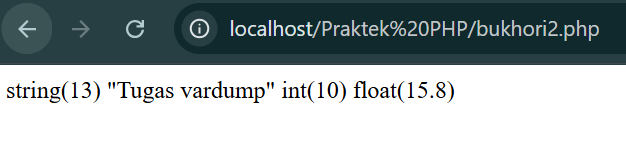 localhost/Praktek%20PHP/bukhori2.php
string(13) "Tugas vardump" int(10) float(15.8)